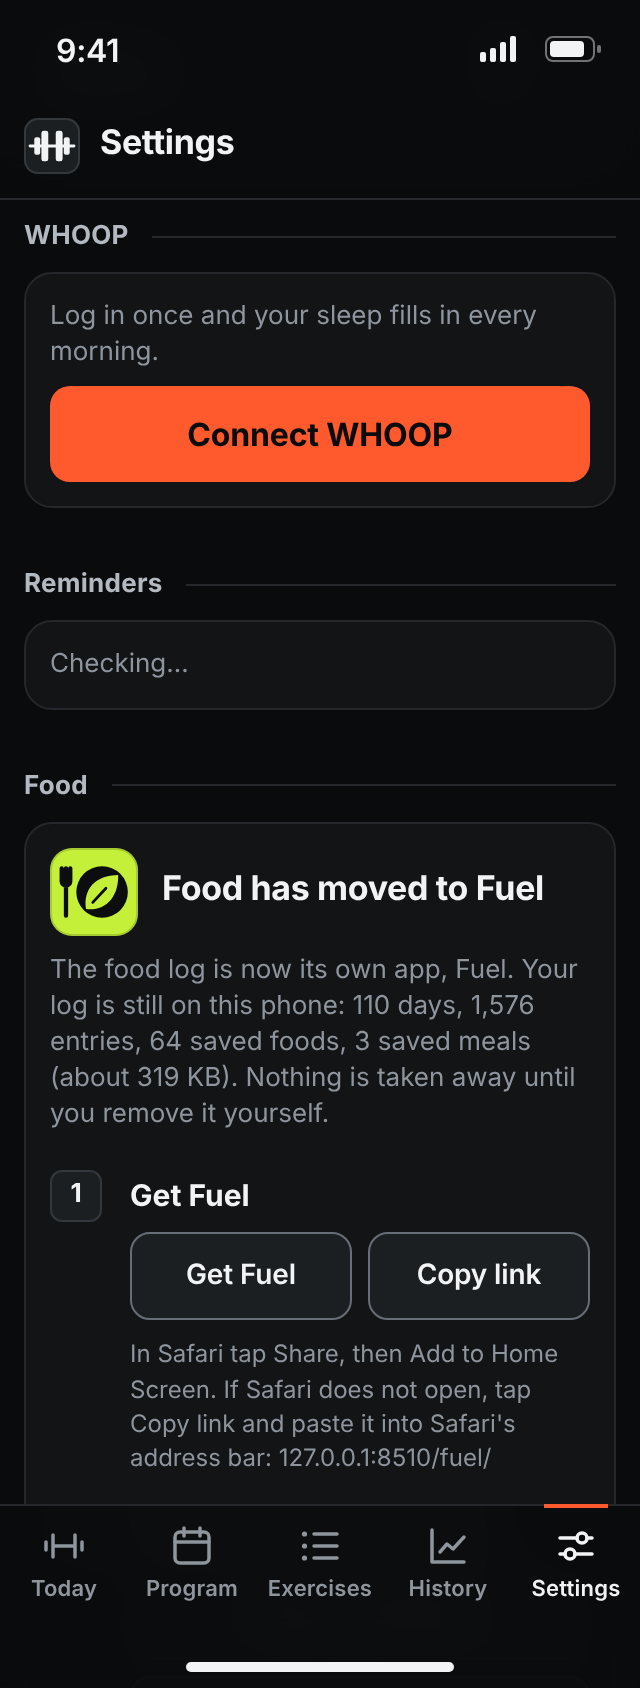 9:41
Settings
WHOOP
Log in once and your sleep fills in every
morning.
Connect WHOOP
Reminders
Checking...
Food
Food has moved to Fuel
The food log is now its own app, Fuel. Your
log is still on this phone: 110 days, 1,576
entries, 64 saved foods, 3 saved meals
(about 319 KB). Nothing is taken away until
you remove it yourself.
1
Get Fuel
Get Fuel
Copy link
In Safari tap Share, then Add to Home
Screen. If Safari does not open, tap
Copy link and paste it into Safari's
address bar: 127.0.0.1:8510/fuel/
Today
Program
Exercises
History
Settings